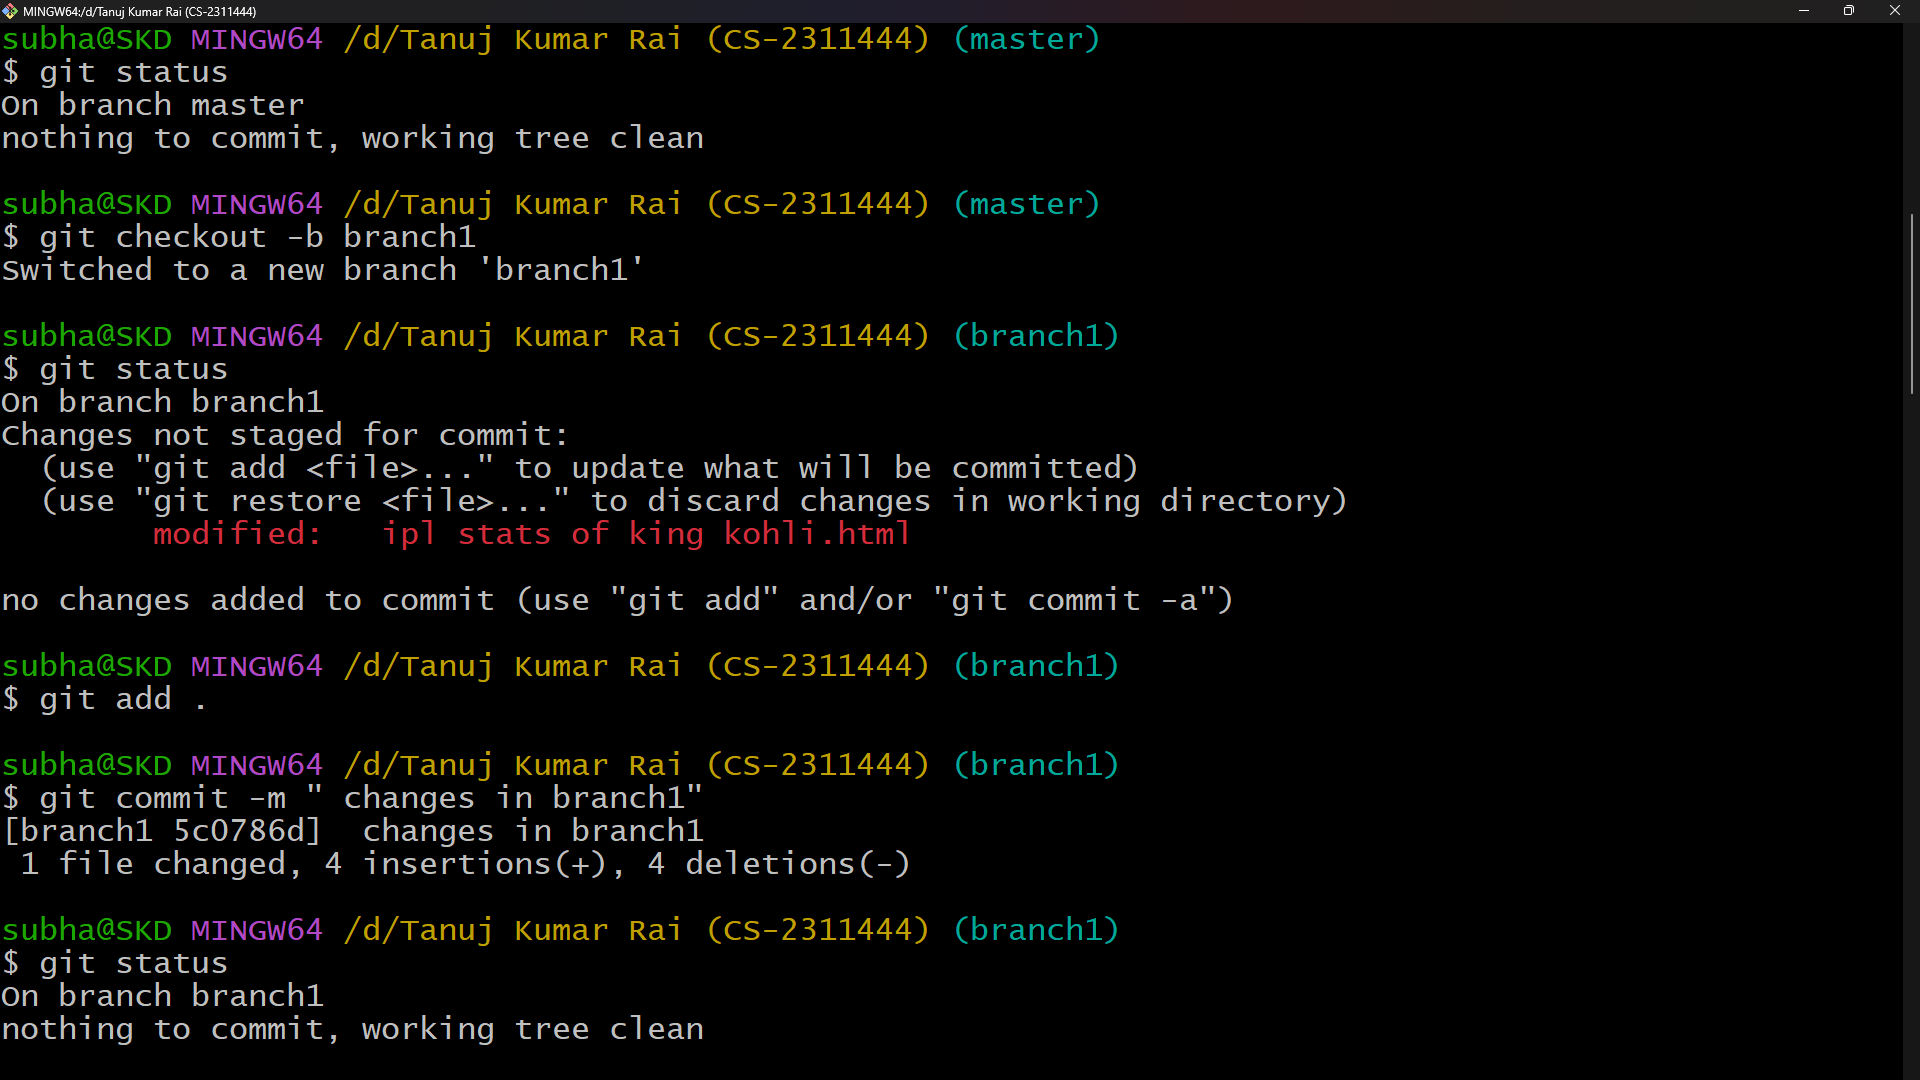 MINGW64:/d/Tanuj Kumar Rai (CS-2311444)
subha@SKD MINGW64 /d/Tanuj Kumar Rai (CS-2311444) (master)
$ git status
On branch master
nothing to commit, working tree clean
subha@SKD MINGW64 /d/Tanuj Kumar Rai (CS-2311444) (master)
$ git checkout -b branch1
Switched to a new branch 'branch1'
subha@SKD MINGW64 /d/Tanuj Kumar Rai (CS-2311444) (branch1)
$ git status
On branch branch1
Changes not staged for commit:
  (use "git add <file>..." to update what will be committed)
  (use "git restore <file>..." to discard changes in working directory)
        modified:   ipl stats of king kohli.html
no changes added to commit (use "git add" and/or "git commit -a")
subha@SKD MINGW64 /d/Tanuj Kumar Rai (CS-2311444) (branch1)
$ git add .
subha@SKD MINGW64 /d/Tanuj Kumar Rai (CS-2311444) (branch1)
$ git commit -m " changes in branch1"
[branch1 5c0786d]  changes in branch1
 1 file changed, 4 insertions(+), 4 deletions(-)
subha@SKD MINGW64 /d/Tanuj Kumar Rai (CS-2311444) (branch1)
$ git status
On branch branch1
nothing to commit, working tree clean